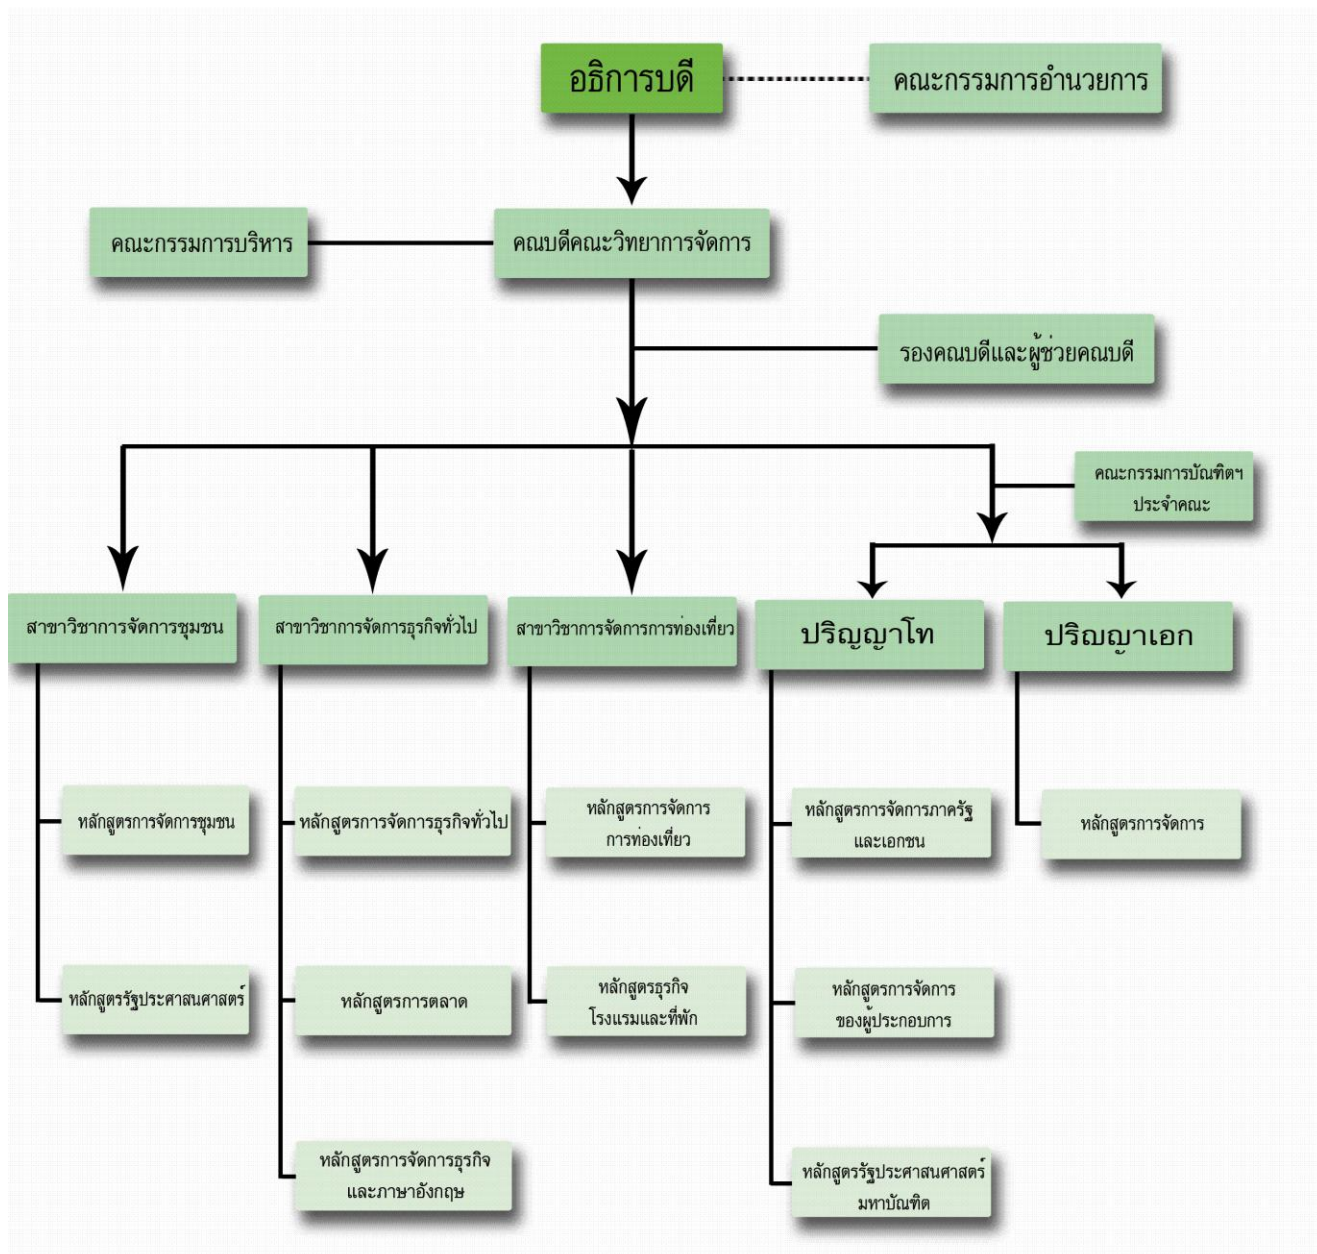 อธิการบดี
คณะกรรมการอำนวยการ
คณะกรรมการบริหาร
คณบดีคณะวิทยาการจัดการ
รองคณบดีและผู้ช่วยคณบดี
คณะกรรมการบัณฑิตฯ
ประจำคณะ
สาขาวิชาการจัดการชุมชน
สาขาวิชาการจัดการธุรกิจทั่วไป
สาขาวิชาการจัดการการท่องเที่ยว
ปริญญาโท
ปริญญาเอก
หลักสูตรการจัดการชุมชน
หลักสูตรการจัดการธุรกิจทั่วไป
หลักสูตรการจัดการ
การท่องเที่ยว
หลักสูตรการจัดการภาครัฐ
และเอกชน
หลักสูตรการจัดการ
หลักสูตรรัฐประศาสนศาสตร์
หลักสูตรการตลาด
หลักสูตรธุรกิจ
โรงแรมและที่พัก
หลักสูตรการจัดการ
ของผู้ประกอบการ
หลักสูตรการจัดการธุรกิจ
และภาษาอังกฤษ
หลักสูตรรัฐประศาสนศาสตร์
มหาบัณฑิต